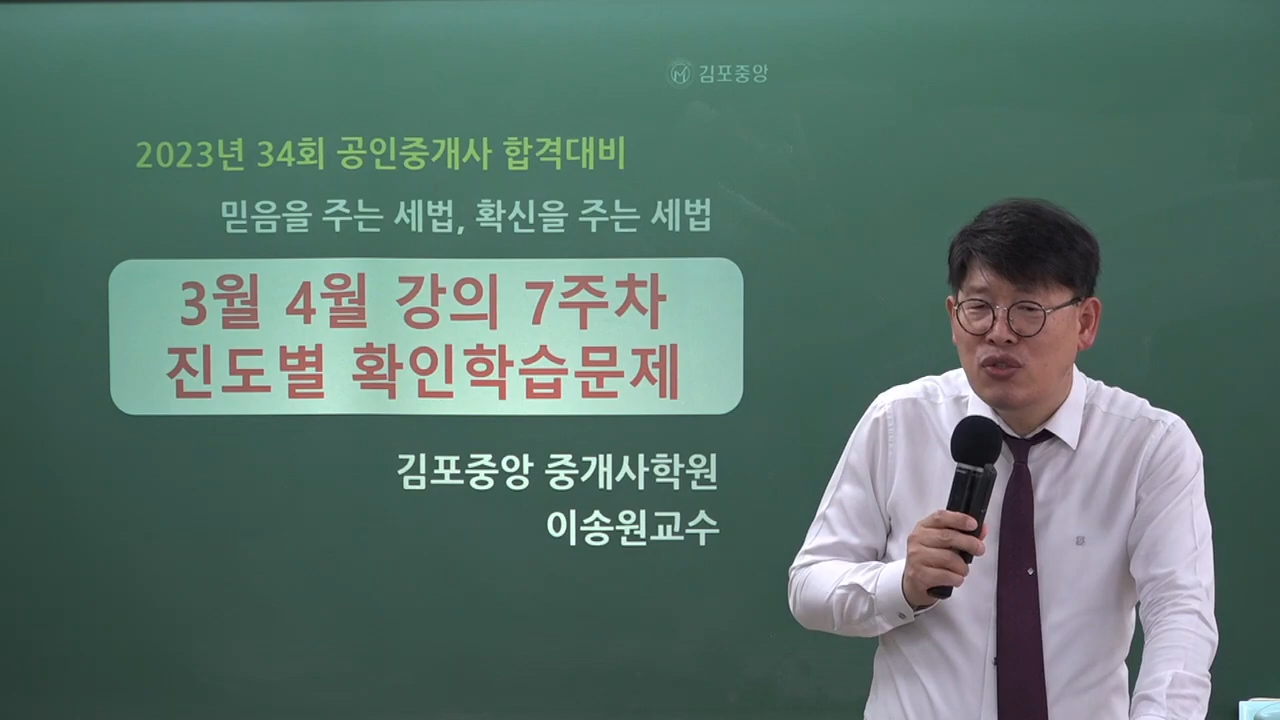 김포중앙
2023년 34회 공인중개사 합격대비
믿음을 주는 세법, 확신을 주는 세법
3월 4월 강의 7주차
진도별 확인학습문제
김포중앙 중개사학원
이송원교수